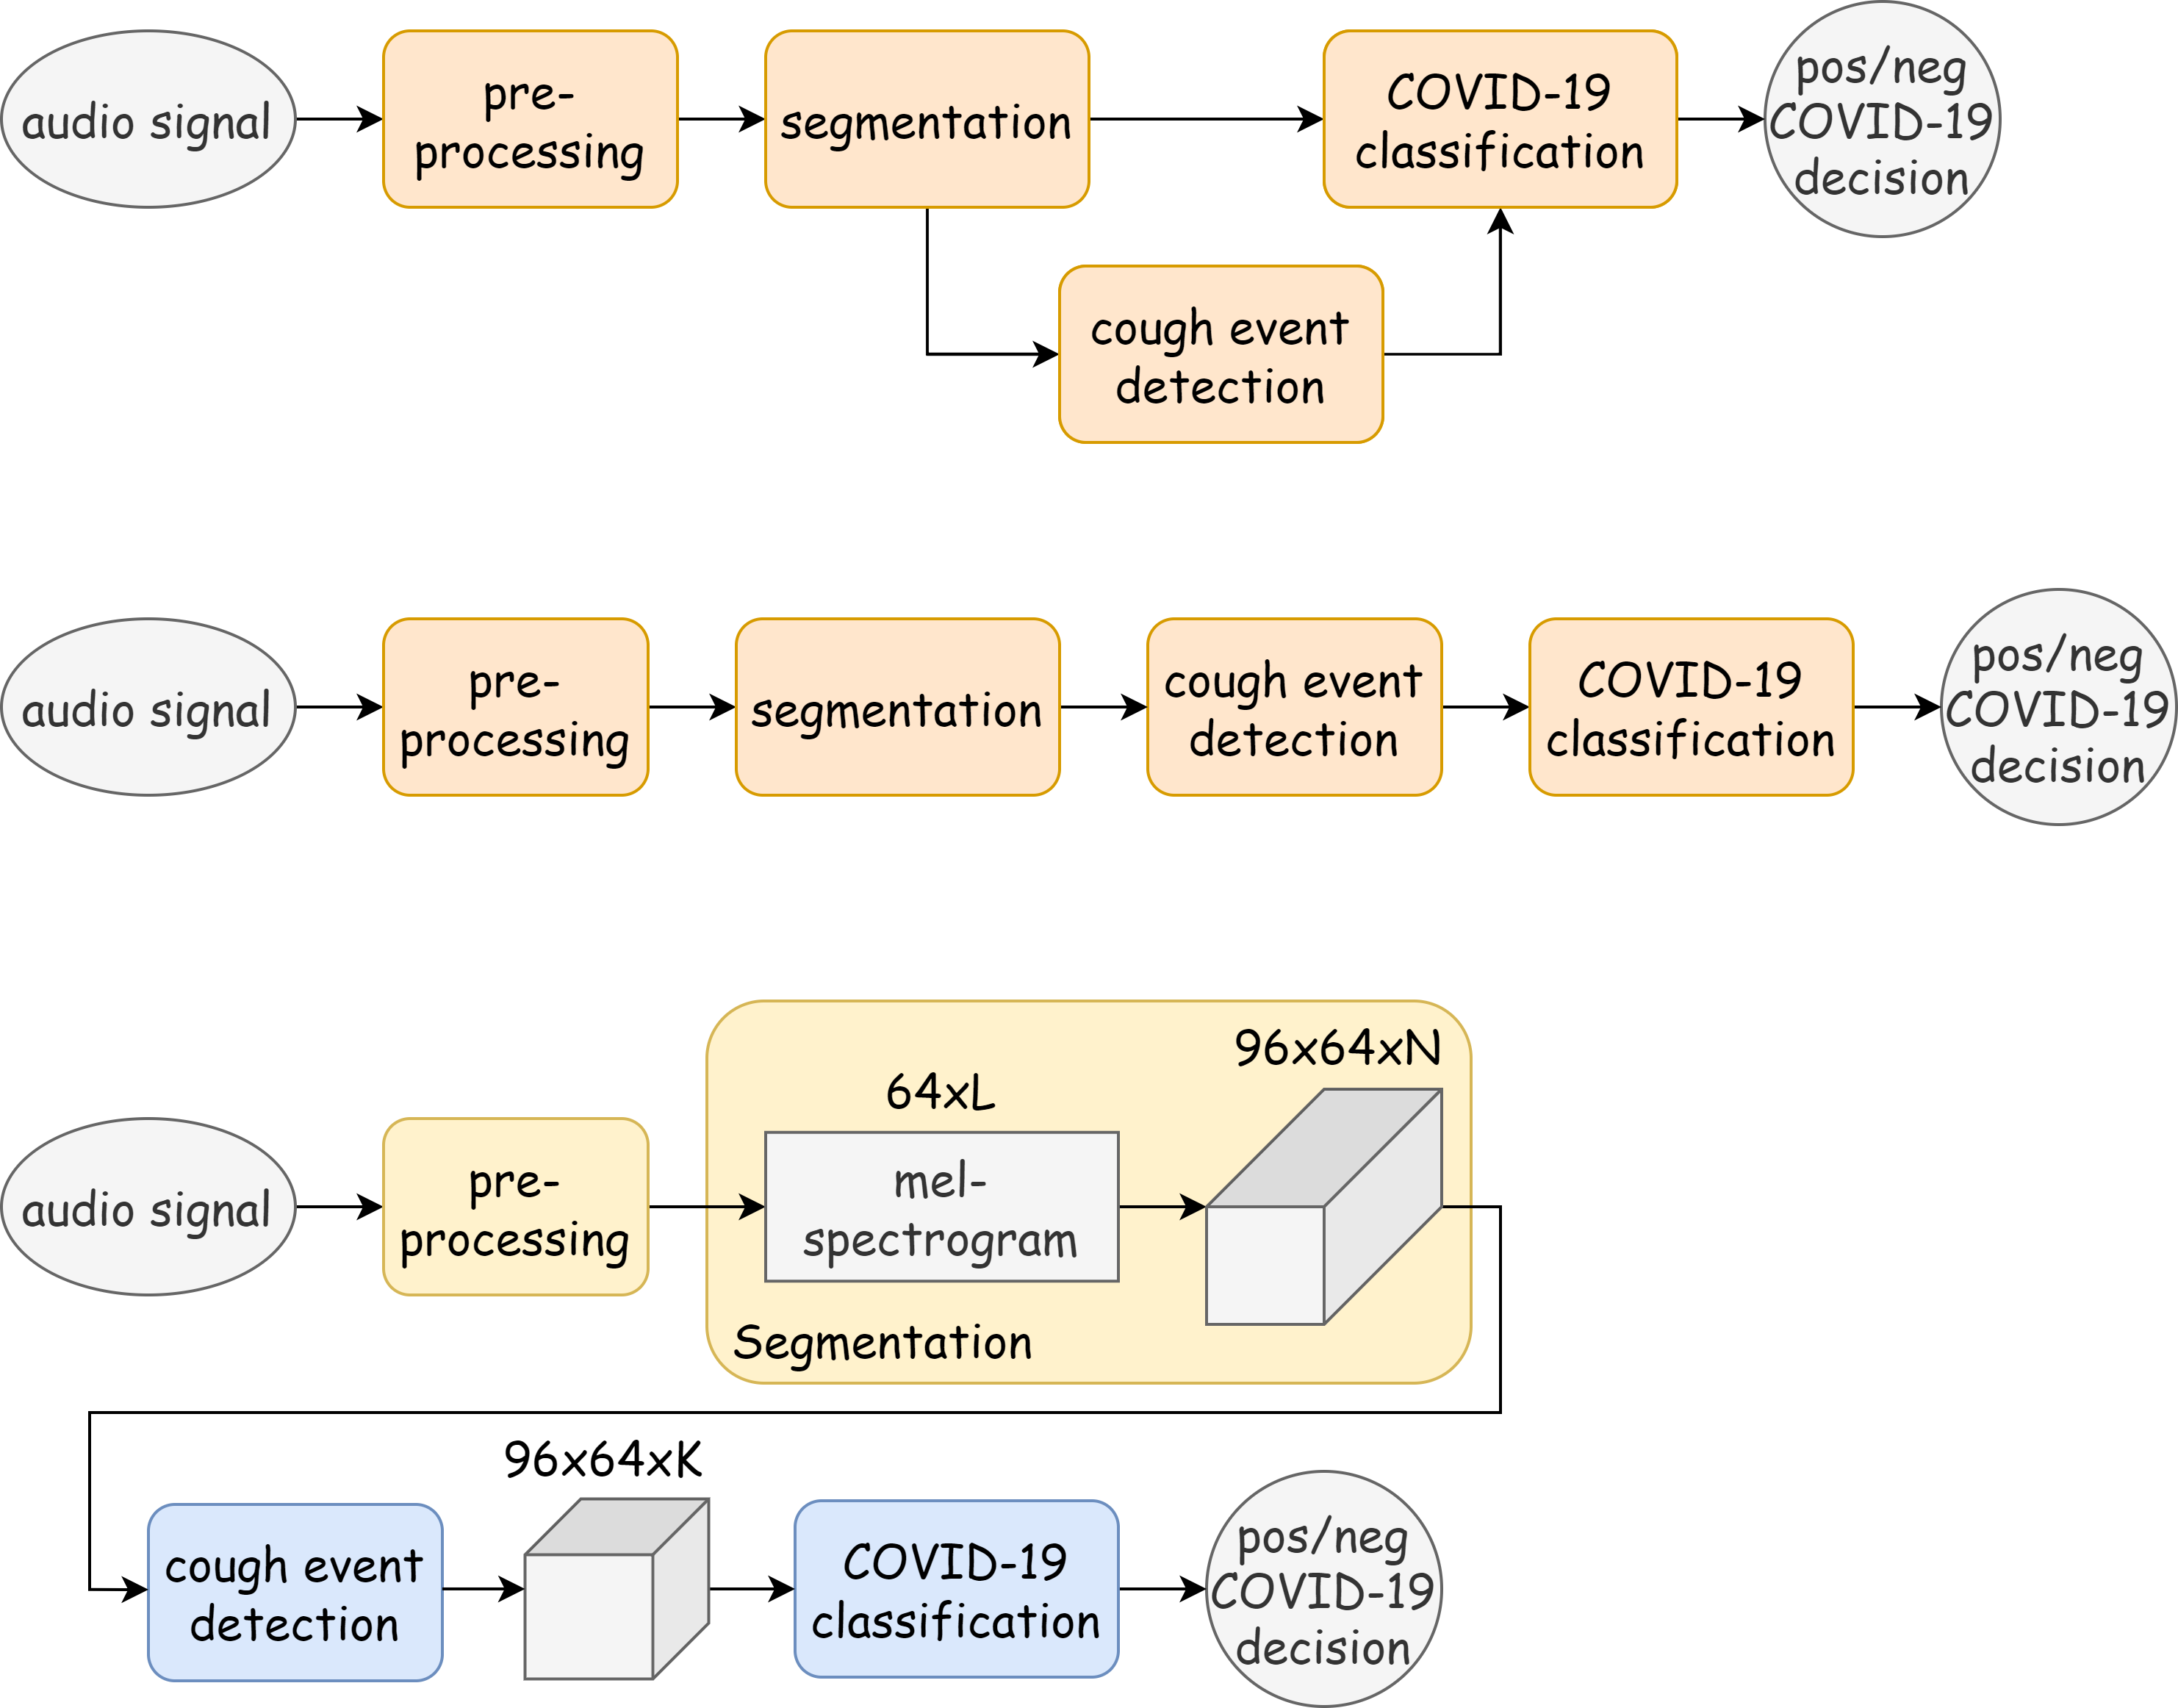 audio signal
pre-
processing
segmentation
COVID-19
classification
pos/neg
COVID-19
decision
cough event
detection
audio signal
pre-
processing
segmentation
cough event
detection
COVID-19
classification
pos/neg
COVID-19
decision
audio signal
pre-
processing
64xL
mel-
spectrogram
96x64xN
Segmentation
cough event
detection
96x64xK
COVID-19
classification
pos/neg
COVID-19
decision